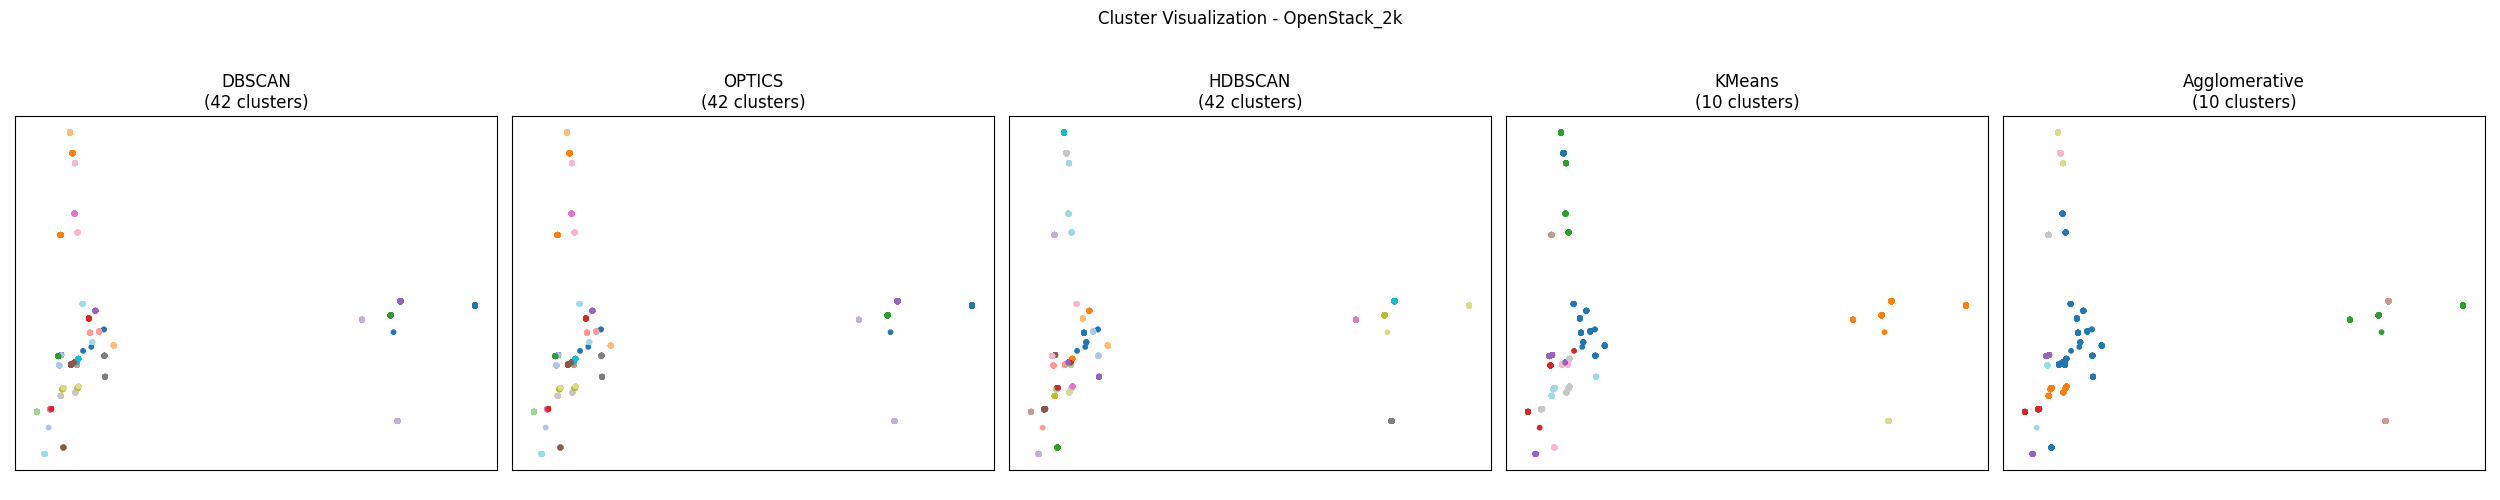 Cluster Visualization - OpenStack_2k
DBSCAN
(42 clusters)
OPTICS
(42 clusters)
HDBSCAN
(42 clusters)
KMeans
(10 clusters)
Agglomerative
(10 clusters)